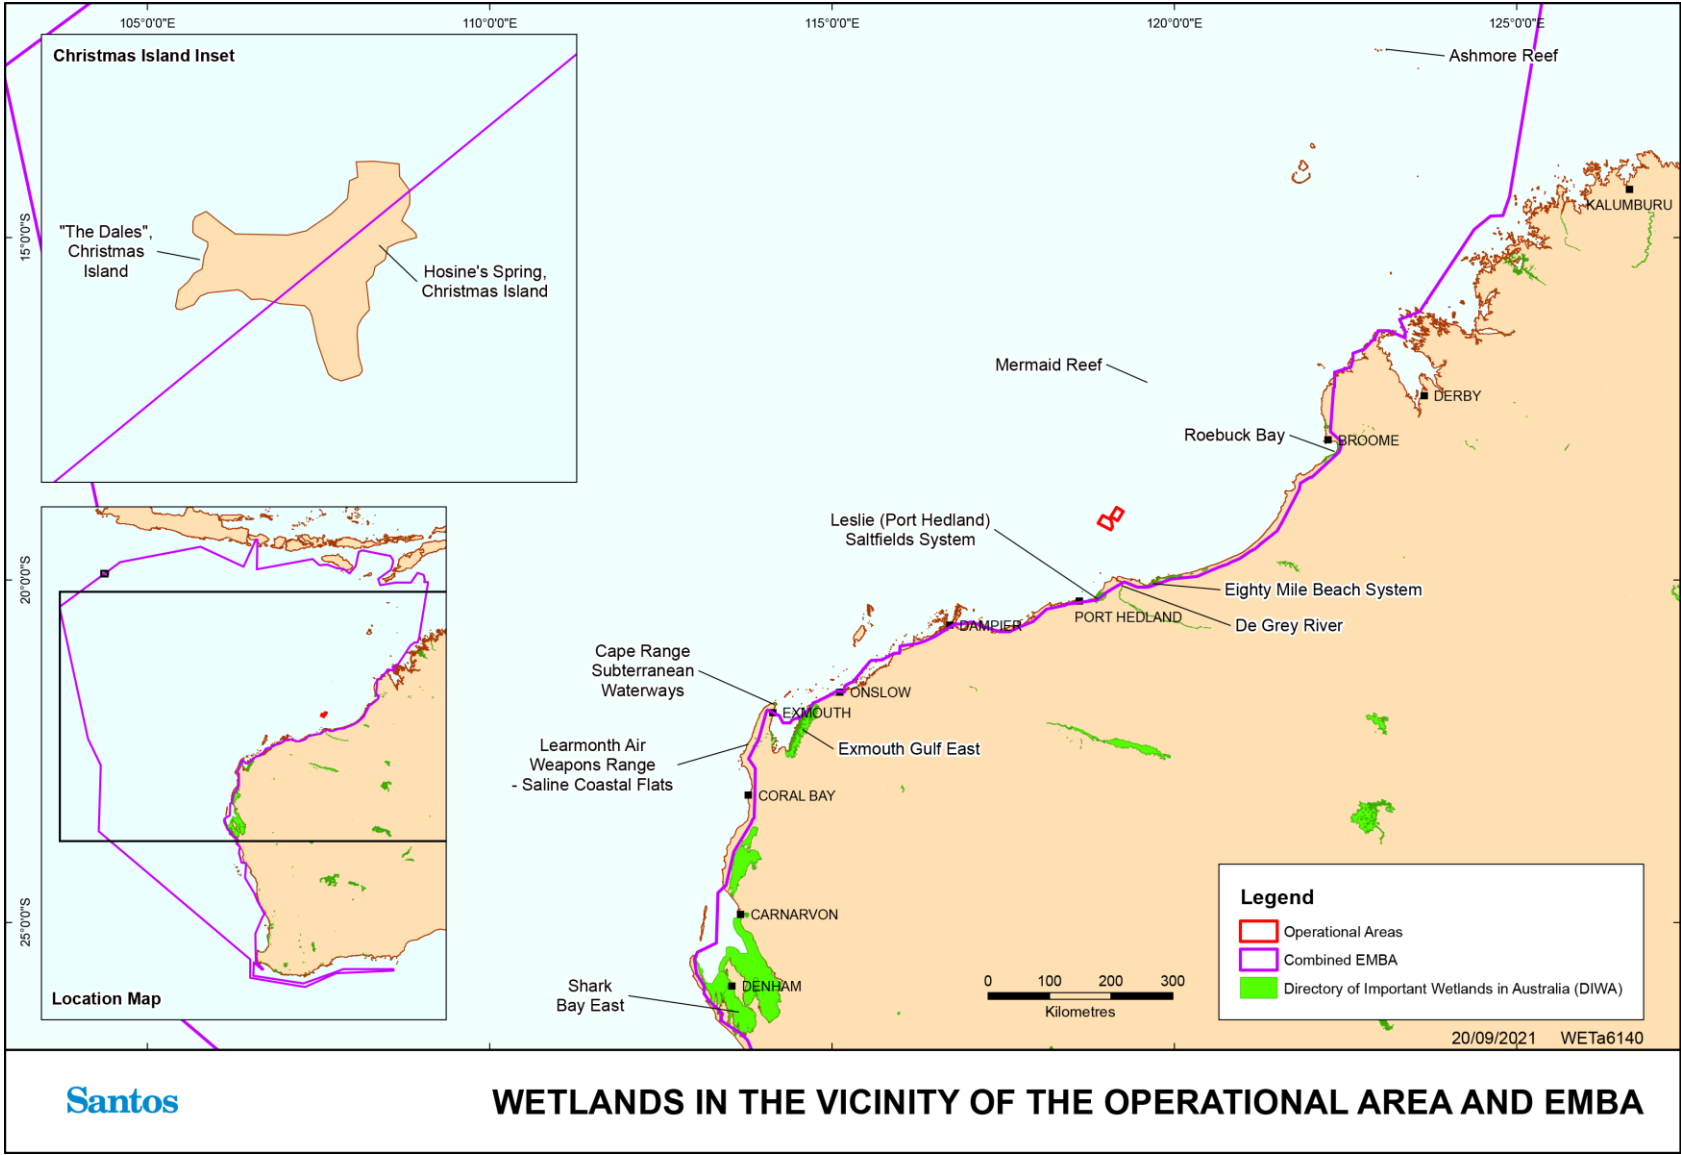 105°0'0"E
110°0'0"E
115°0'0"E
120°0'0"E
125°0'0"E
15°0'0"S
20°0'0"S
25°0'0"S
Christmas Island Inset
"The Dales",
Christmas
Island
Hosine's Spring,
Christmas Island
Ashmore Reef
KALUMBURU
Mermaid Reef
DERBY
Roebuck Bay
BROOME
Leslie (Port Hedland)
Saltfields System
Eighty Mile Beach System
PORT HEDLAND
De Grey River
DAMPIER
Cape Range
Subterranean
Waterways
ONSLOW
EXMOUTH
Learmonth Air
Weapons Range
- Saline Coastal Flats
Exmouth Gulf East
CORAL BAY
CARNARVON
Shark
Bay East
DENHAM
Location Map
0 100 200 300
Kilometres
Legend
Operational Areas
Combined EMBA
Directory of Important Wetlands in Australia (DIWA)
20/09/2021 WETa6140
Santos
WETLANDS IN THE VICINITY OF THE OPERATIONAL AREA AND EMBA